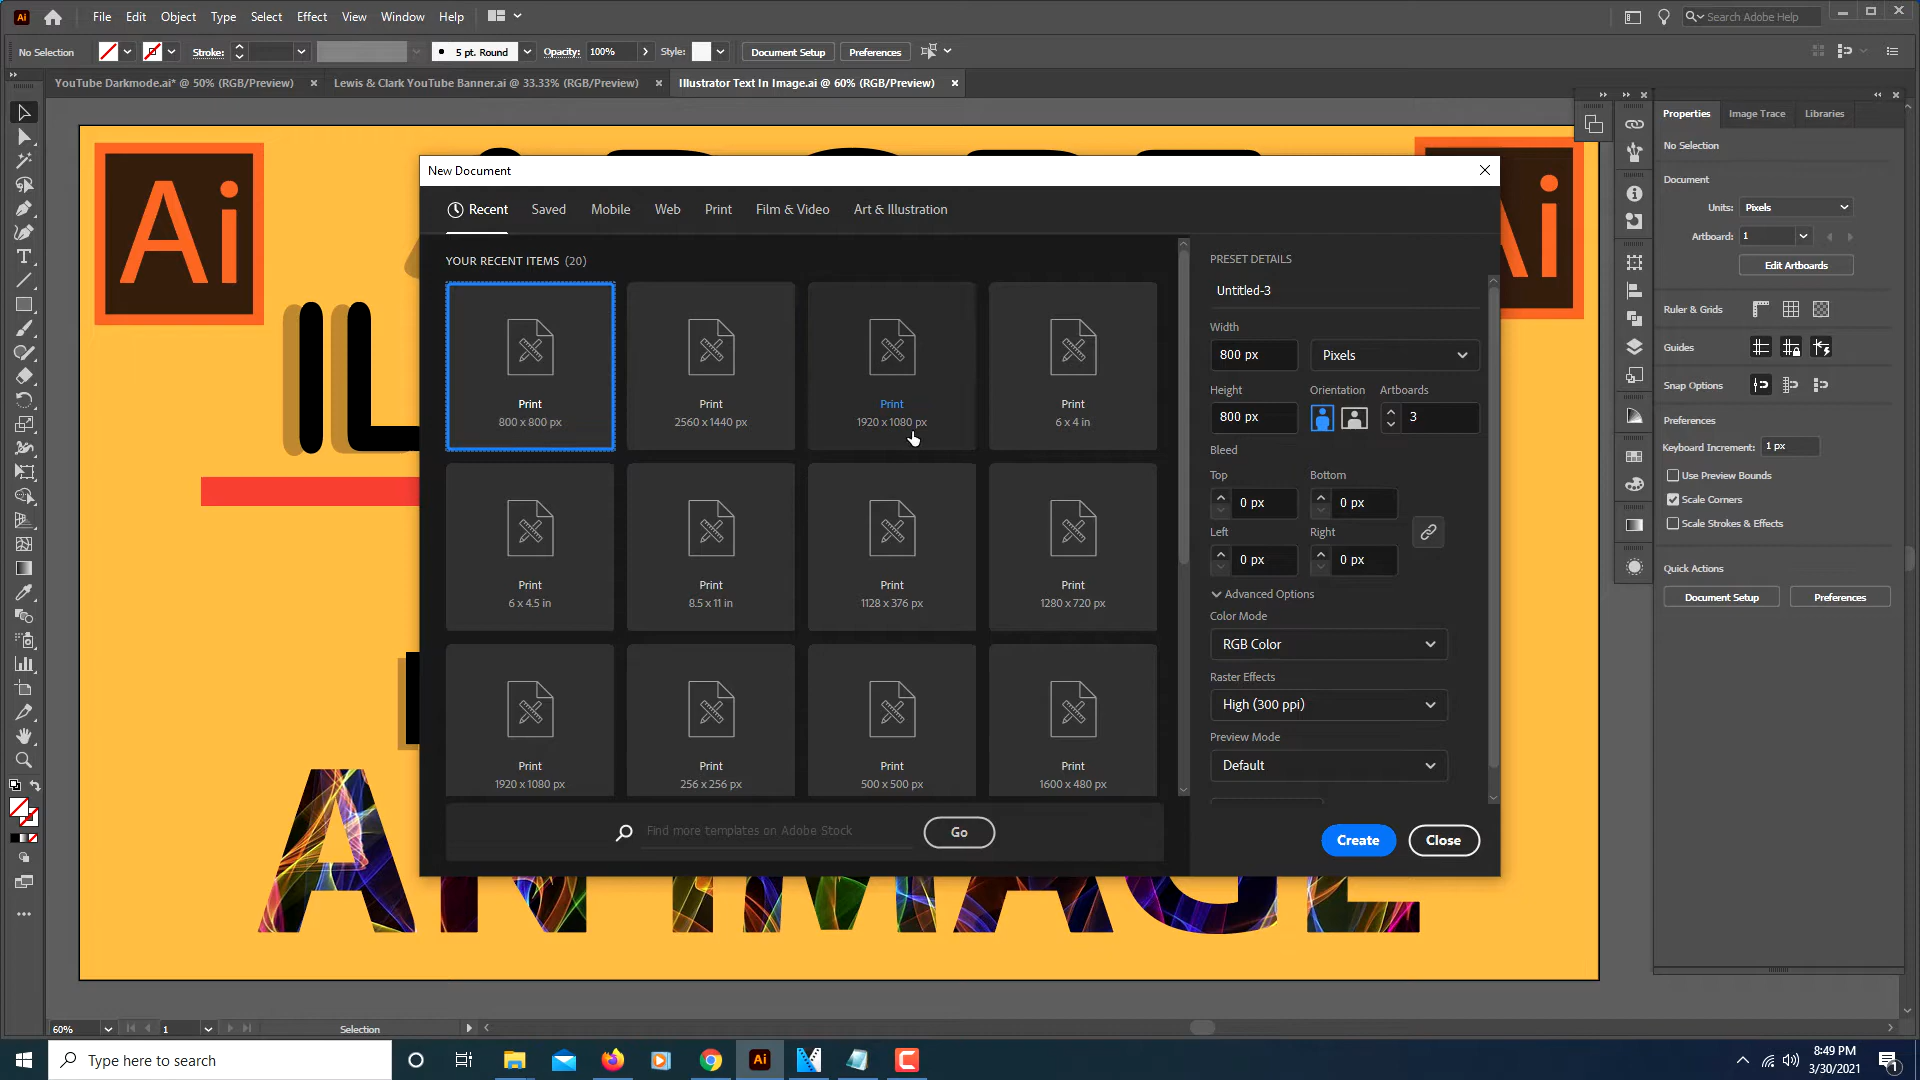 Ai File Edit Object Type Select Effect View Window Help Search Adobe Help
No Selection Stroke: 5 pt. Round Opacity: 100% Style: Document Setup Preferences
YouTube Darkmode.ai* @ 50% (RGB/Preview) × Lewis & Clark YouTube Banner.ai @ 33.33% (RGB/Preview) × Illustrator Text In Image.ai @ 60% (RGB/Preview) ×
Ai
Ai
IL
AN IMAGE
New Document
Recent Saved Mobile Web Print Film & Video Art & Illustration
YOUR RECENT ITEMS (20)
Print Print Print Print
800 x 800 px 2560 x 1440 px 1920 x 1080 px 6 x 4 in
Print Print Print Print
6 x 4.5 in 8.5 x 11 in 1128 x 376 px 1280 x 720 px
Print Print Print Print
1920 x 1080 px 256 x 256 px 500 x 500 px 1600 x 480 px
Find more templates on Adobe Stock Go
PRESET DETAILS
Untitled-3
Width
800 px Pixels
Height Orientation Artboards
800 px 3
Bleed
Top Bottom
0 px 0 px
Left Right
0 px 0 px
Advanced Options
Color Mode
RGB Color
Raster Effects
High (300 ppi)
Preview Mode
Default
Create Close
Properties Image Trace Libraries
No Selection
Document
Units: Pixels
Artboard: 1
Edit Artboards
Ruler & Grids
Guides
Snap Options
Preferences
Keyboard Increment: 1 px
Use Preview Bounds
Scale Corners
Scale Strokes & Effects
Quick Actions
Document Setup Preferences
60% 1 Selection
Type here to search
Ai
8:49 PM
3/30/2021
1